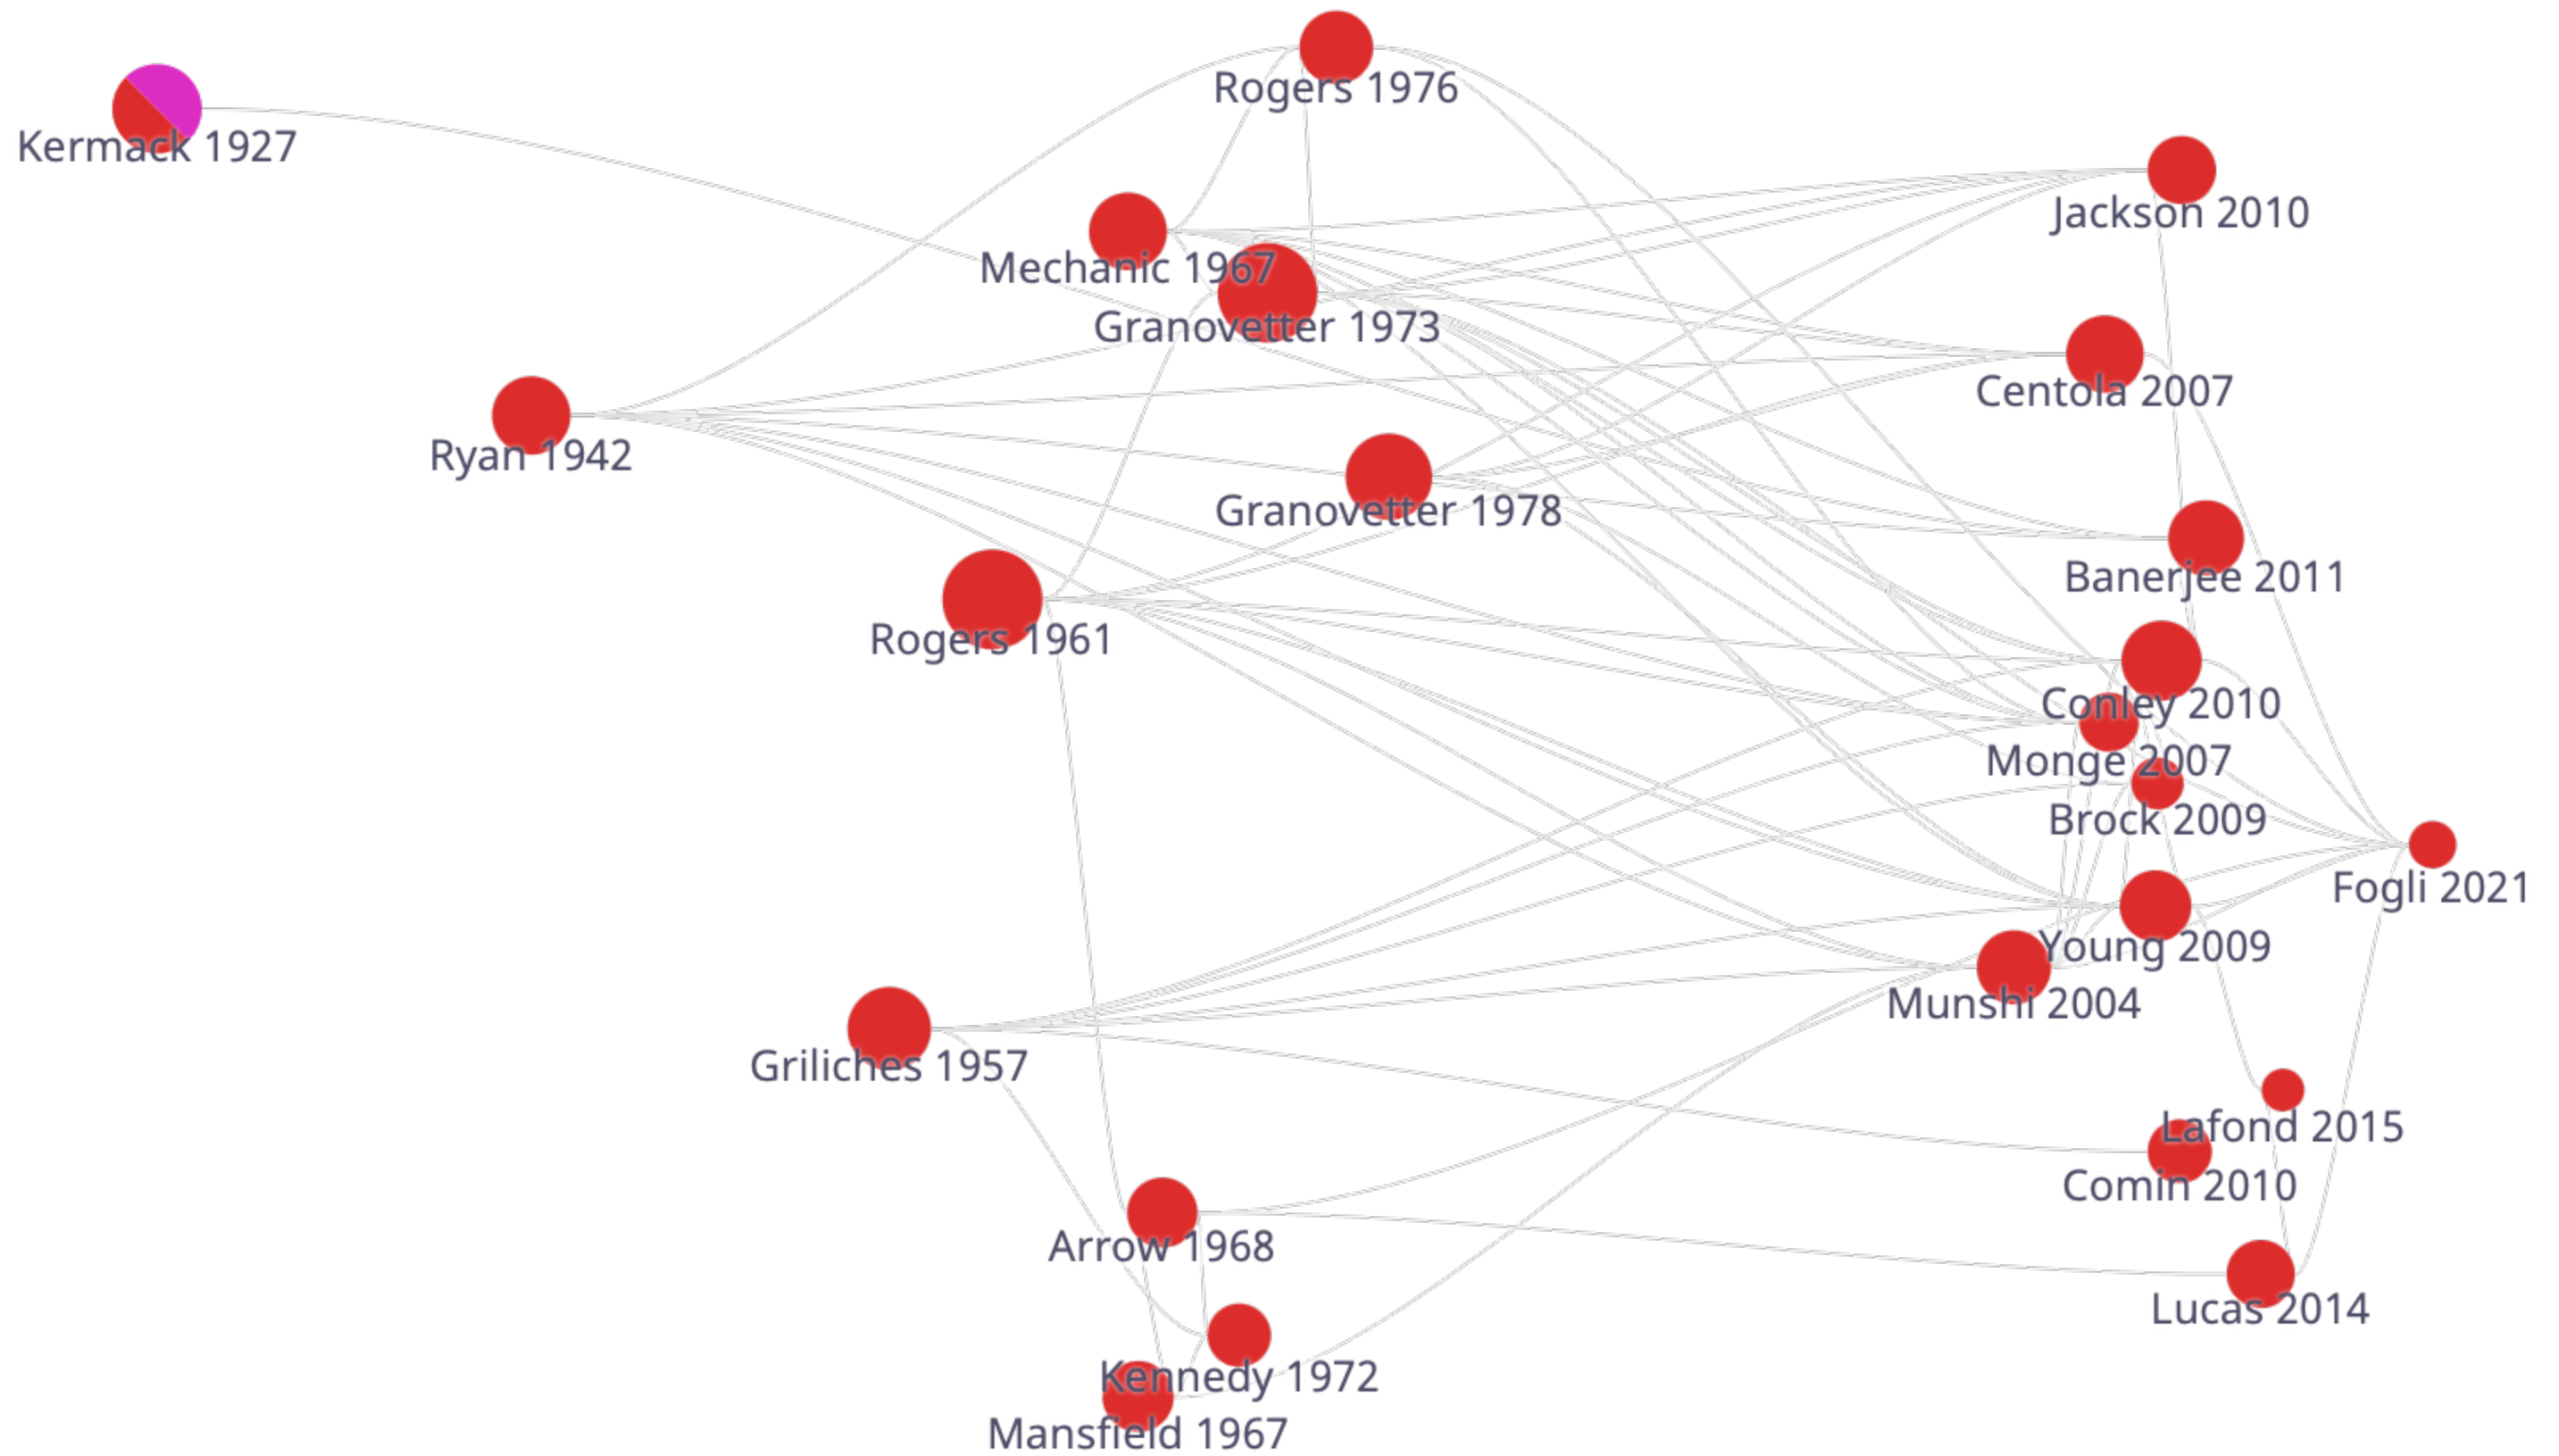 Rogers 1976
Kermack 1927
Jackson 2010
Mechanic 1967
Granovetter 1973
Centola 2007
Ryan 1942
Granovetter 1978
Banerjee 2011
Rogers 1961
Conley 2010
Monge 2007
Brock 2009
Fogli 2021
Young 2009
Munshi 2004
Griliches 1957
Lafond 2015
Comin 2010
Arrow 1968
Lucas 2014
Kennedy 1972
Mansfield 1967